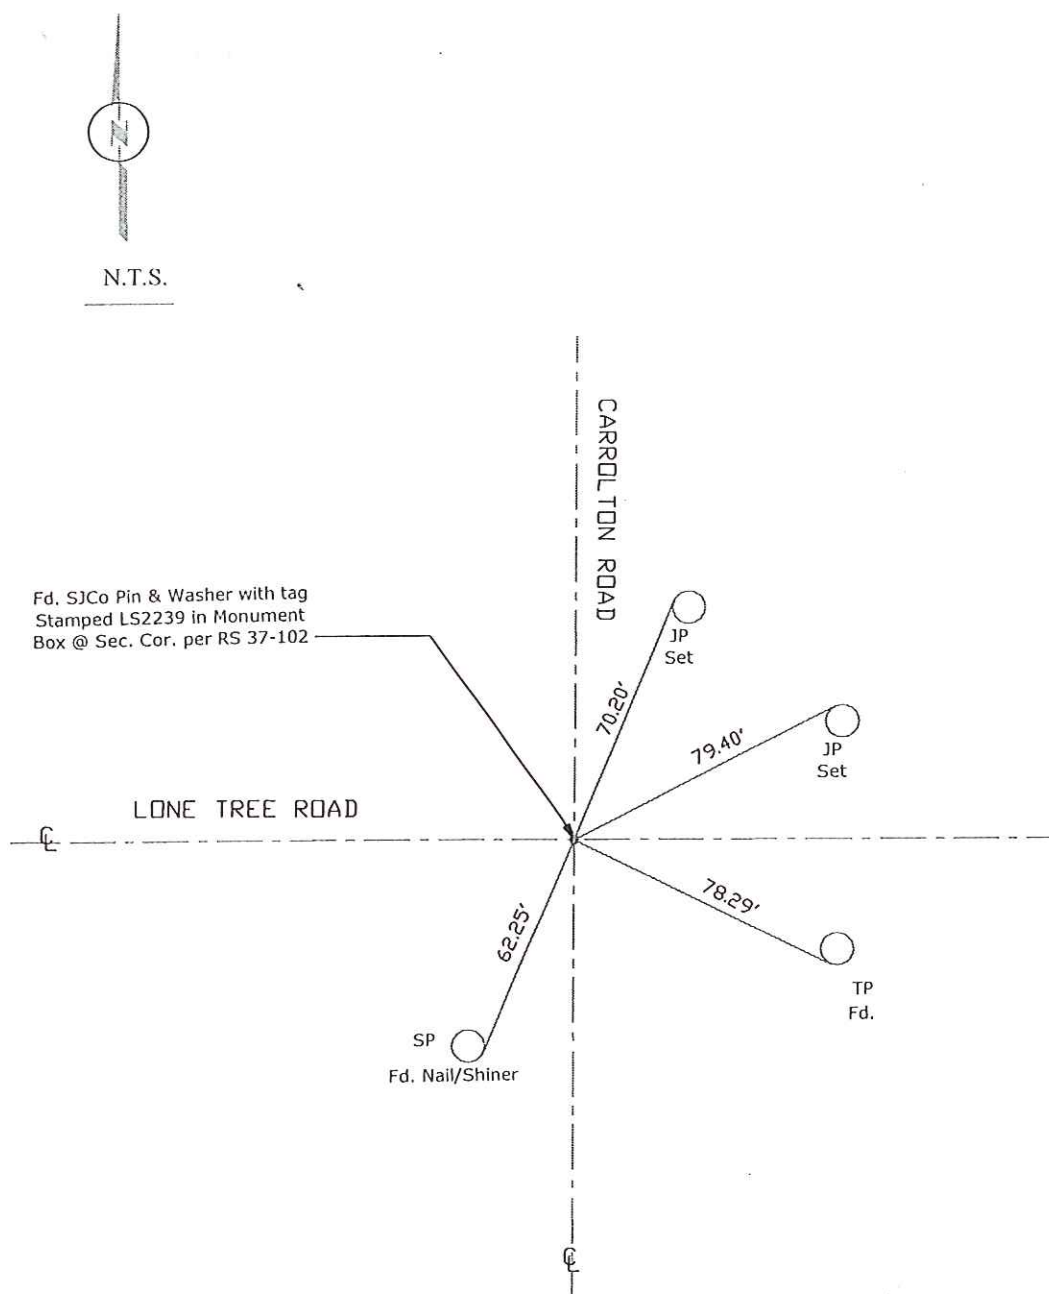 N
N.T.S.
CARROLTON ROAD
Fd. SJCo Pin & Washer with tag
Stamped LS2239 in Monument
Box @ Sec. Cor. per RS 37-102
JP
Set
70.20'
79.40'
JP
Set
LONE TREE ROAD
℄
78.29'
62.25'
TP
Fd.
SP
Fd. Nail/Shiner
℄